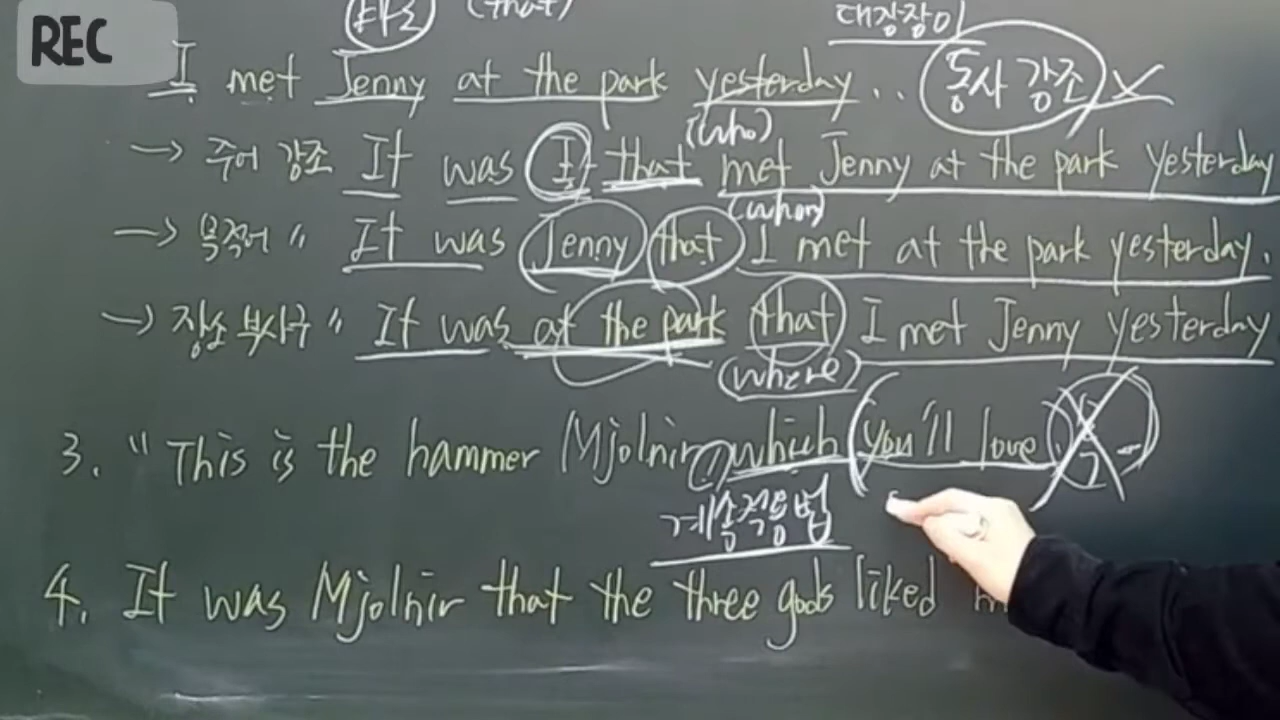 REC
바로 (that)
대장장이
I met Jenny at the park yesterday.. 동사 강조 X
(who)
→ 주어 강조 It was I that met Jenny at the park yesterday
(whom)
→ 목적어 〃 It was Jenny that I met at the park yesterday.
→ 장소 부사구 〃 It was at the park that I met Jenny yesterday
(where)
3. "This is the hammer Mjolnir, which you'll love
계속적용법
4. It was Mjolnir that the three gods liked